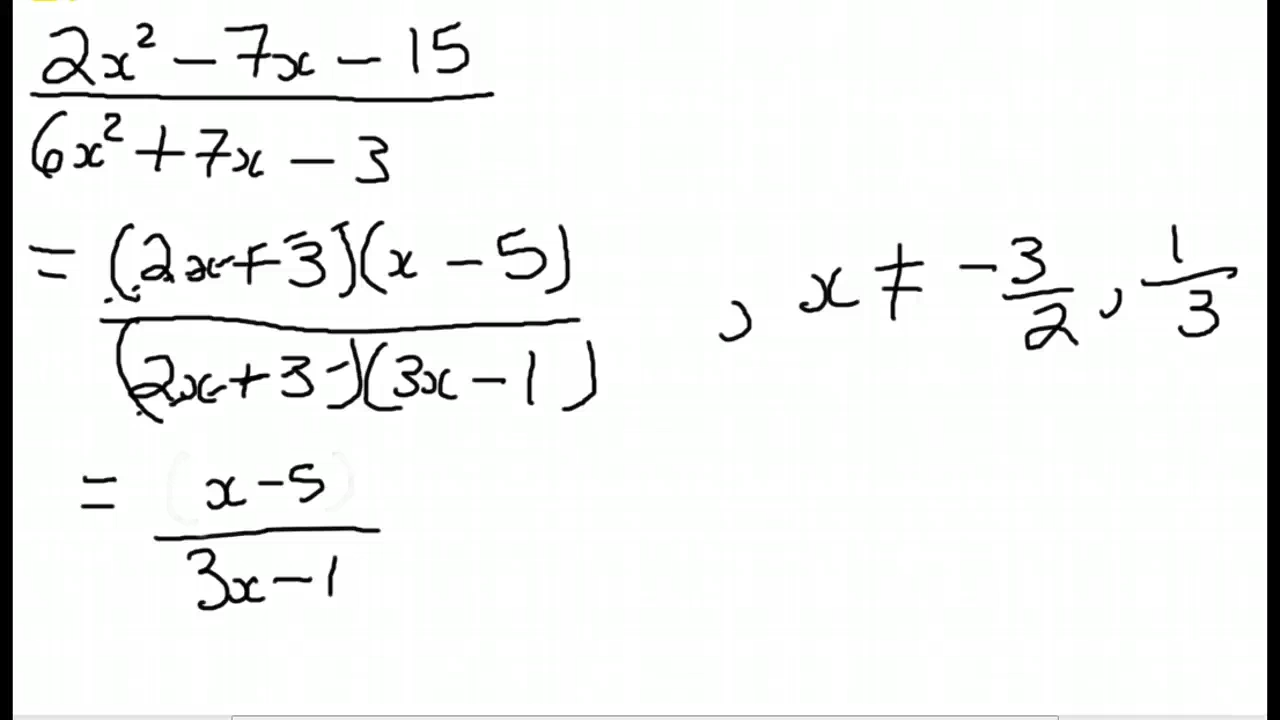 2x² - 7x - 15
6x² + 7x - 3
= (2x+3)(x - 5) , x ≠ -3/2, 1/3
(2x+3)(3x - 1)
= x - 5
3x - 1